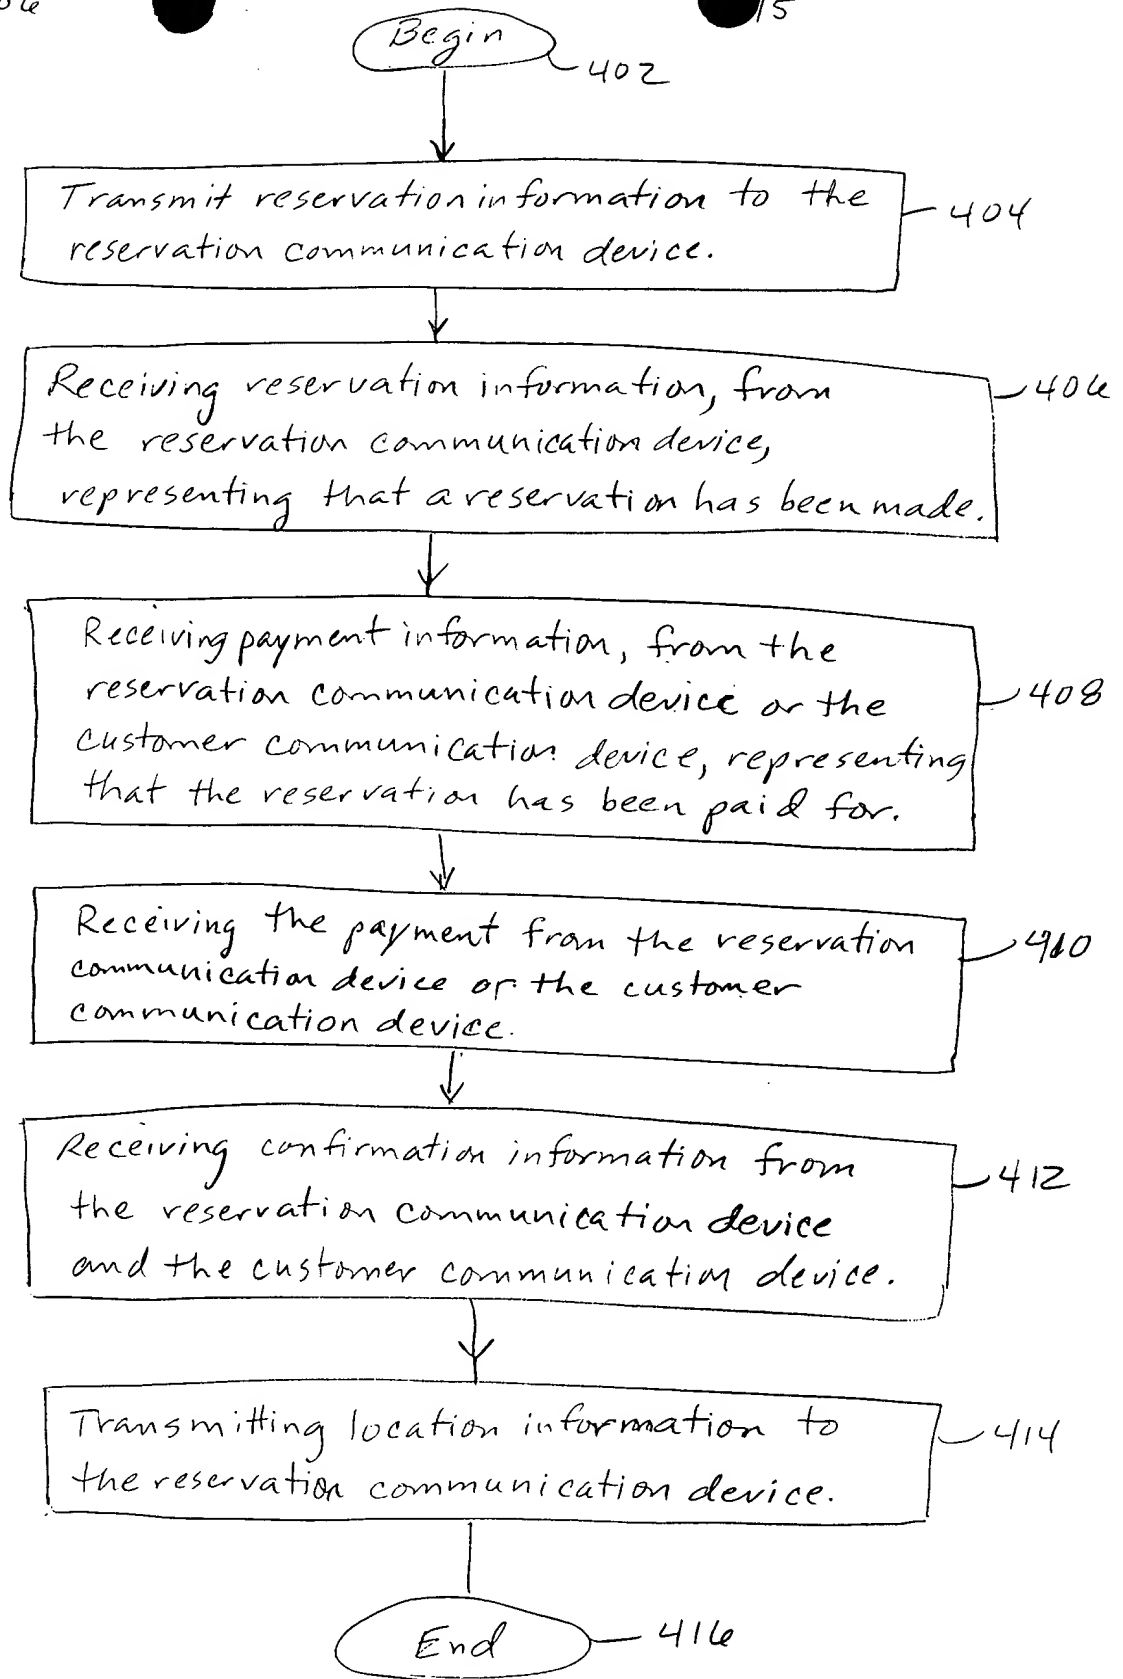 15
Begin
402
Transmit reservation information to the
reservation communication device.
404
Receiving reservation information, from
the reservation communication device,
representing that a reservation has been made.
406
Receiving payment information, from the
reservation communication device or the
customer communication device, representing
that the reservation has been paid for.
408
Receiving the payment from the reservation
communication device or the customer
communication device.
410
Receiving confirmation information from
the reservation communication device
and the customer communication device.
412
Transmitting location information to
the reservation communication device.
414
End
416